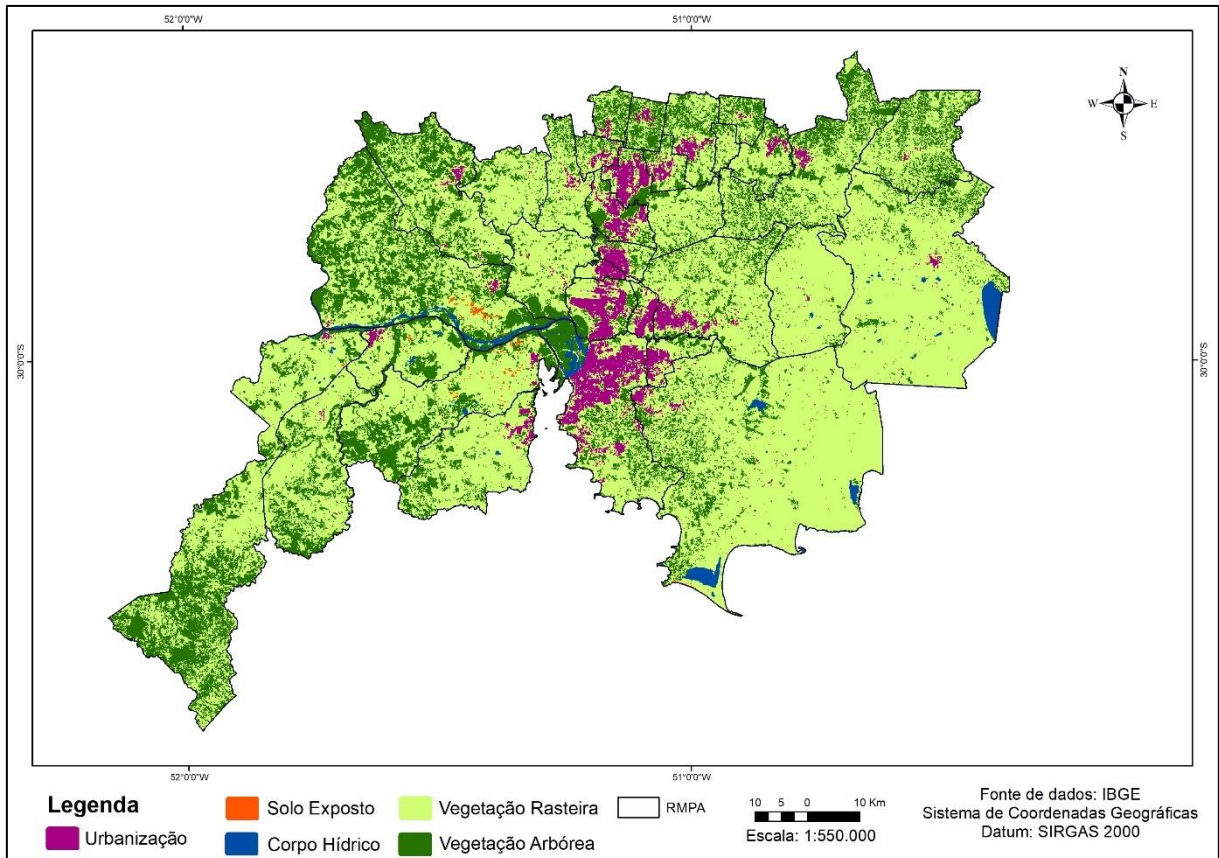 52°0'0"W
51°0'0"W
N
W
E
S
30°0'0"S
30°0'0"S
52°0'0"W
51°0'0"W
Legenda
Urbanização
Solo Exposto
Corpo Hídrico
Vegetação Rasteira
Vegetação Arbórea
RMPA
10 5 0 10 Km
Escala: 1:550.000
Fonte de dados: IBGE
Sistema de Coordenadas Geográficas
Datum: SIRGAS 2000